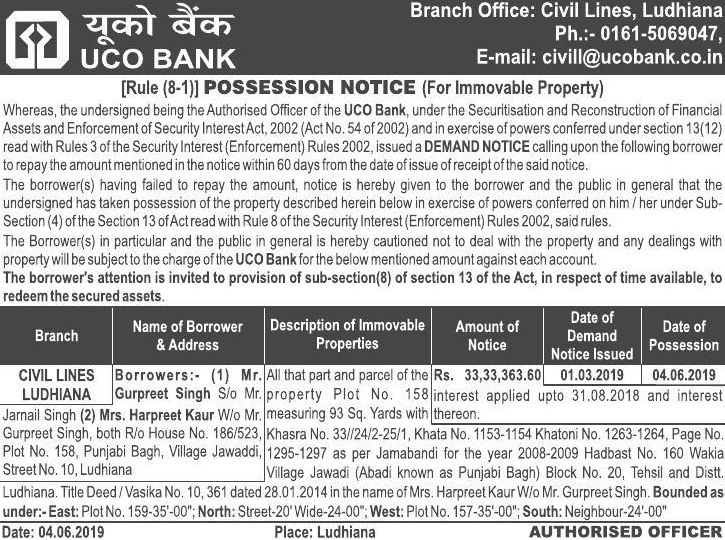 यूको बैंक
UCO BANK
Branch Office: Civil Lines, Ludhiana
Ph.:- 0161-5069047,
E-mail: civill@ucobank.co.in
[Rule (8-1)] POSSESSION NOTICE (For Immovable Property)
Whereas, the undersigned being the Authorised Officer of the UCO Bank, under the Securitisation and Reconstruction of Financial
Assets and Enforcement of Security Interest Act, 2002 (Act No. 54 of 2002) and in exercise of powers conferred under section 13(12)
read with Rules 3 of the Security Interest (Enforcement) Rules 2002, issued a DEMAND NOTICE calling upon the following borrower
to repay the amount mentioned in the notice within 60 days from the date of issue of receipt of the said notice.
The borrower(s) having failed to repay the amount, notice is hereby given to the borrower and the public in general that the
undersigned has taken possession of the property described herein below in exercise of powers conferred on him / her under Sub-
Section (4) of the Section 13 of Act read with Rule 8 of the Security Interest (Enforcement) Rules 2002, said rules.
The Borrower(s) in particular and the public in general is hereby cautioned not to deal with the property and any dealings with
property will be subject to the charge of the UCO Bank for the below mentioned amount against each account.
The borrower's attention is invited to provision of sub-section(8) of section 13 of the Act, in respect of time available, to
redeem the secured assets.
Branch
Name of Borrower
& Address
Description of Immovable
Properties
Amount of
Notice
Date of
Demand
Notice Issued
Date of
Possession
CIVIL LINES
LUDHIANA
Borrowers:- (1) Mr.
Gurpreet Singh S/o Mr.
Jarnail Singh (2) Mrs. Harpreet Kaur W/o Mr.
Gurpreet Singh, both R/o House No. 186/523,
Plot No. 158, Punjabi Bagh, Village Jawaddi,
Street No. 10, Ludhiana
All that part and parcel of the
property Plot No. 158
measuring 93 Sq. Yards with
Rs. 33,33,363.60
interest applied upto 31.08.2018 and interest
thereon.
01.03.2019
04.06.2019
Khasra No. 33//24/2-25/1, Khata No. 1153-1154 Khatoni No. 1263-1264, Page No.
1295-1297 as per Jamabandi for the year 2008-2009 Hadbast No. 160 Wakia
Village Jawadi (Abadi known as Punjabi Bagh) Block No. 20, Tehsil and Distt.
Ludhiana. Title Deed / Vasika No. 10, 361 dated 28.01.2014 in the name of Mrs. Harpreet Kaur W/o Mr. Gurpreet Singh. Bounded as
under:- East: Plot No. 159-35'-00"; North: Street-20' Wide-24-00"; West: Plot No. 157-35'-00"; South: Neighbour-24'-00"
Date: 04.06.2019 Place: Ludhiana AUTHORISED OFFICER